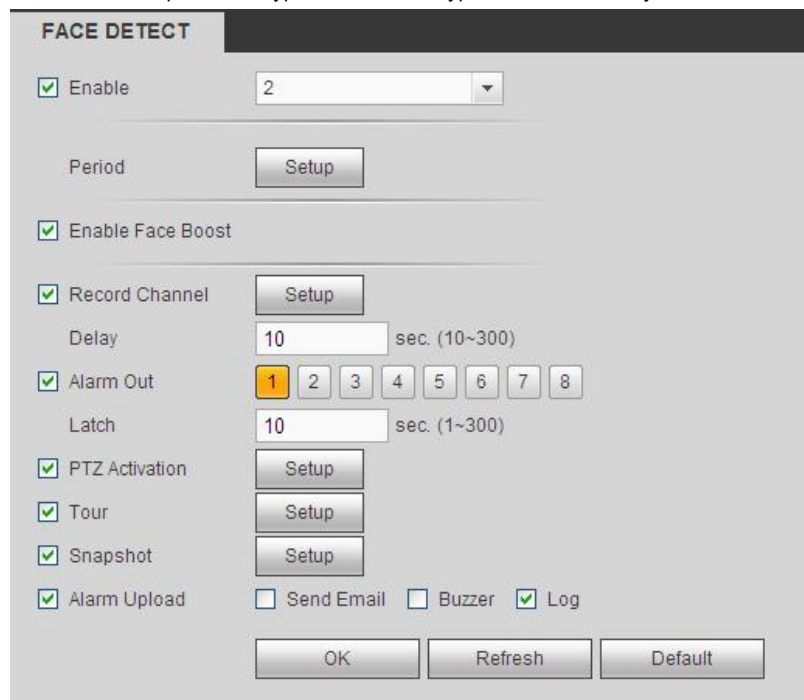 FACE DETECT
Enable 2
Period Setup
Enable Face Boost
Record Channel Setup
Delay 10 sec. (10~300)
Alarm Out 1 2 3 4 5 6 7 8
Latch 10 sec. (1~300)
PTZ Activation Setup
Tour Setup
Snapshot Setup
Alarm Upload Send Email Buzzer Log
OK Refresh Default